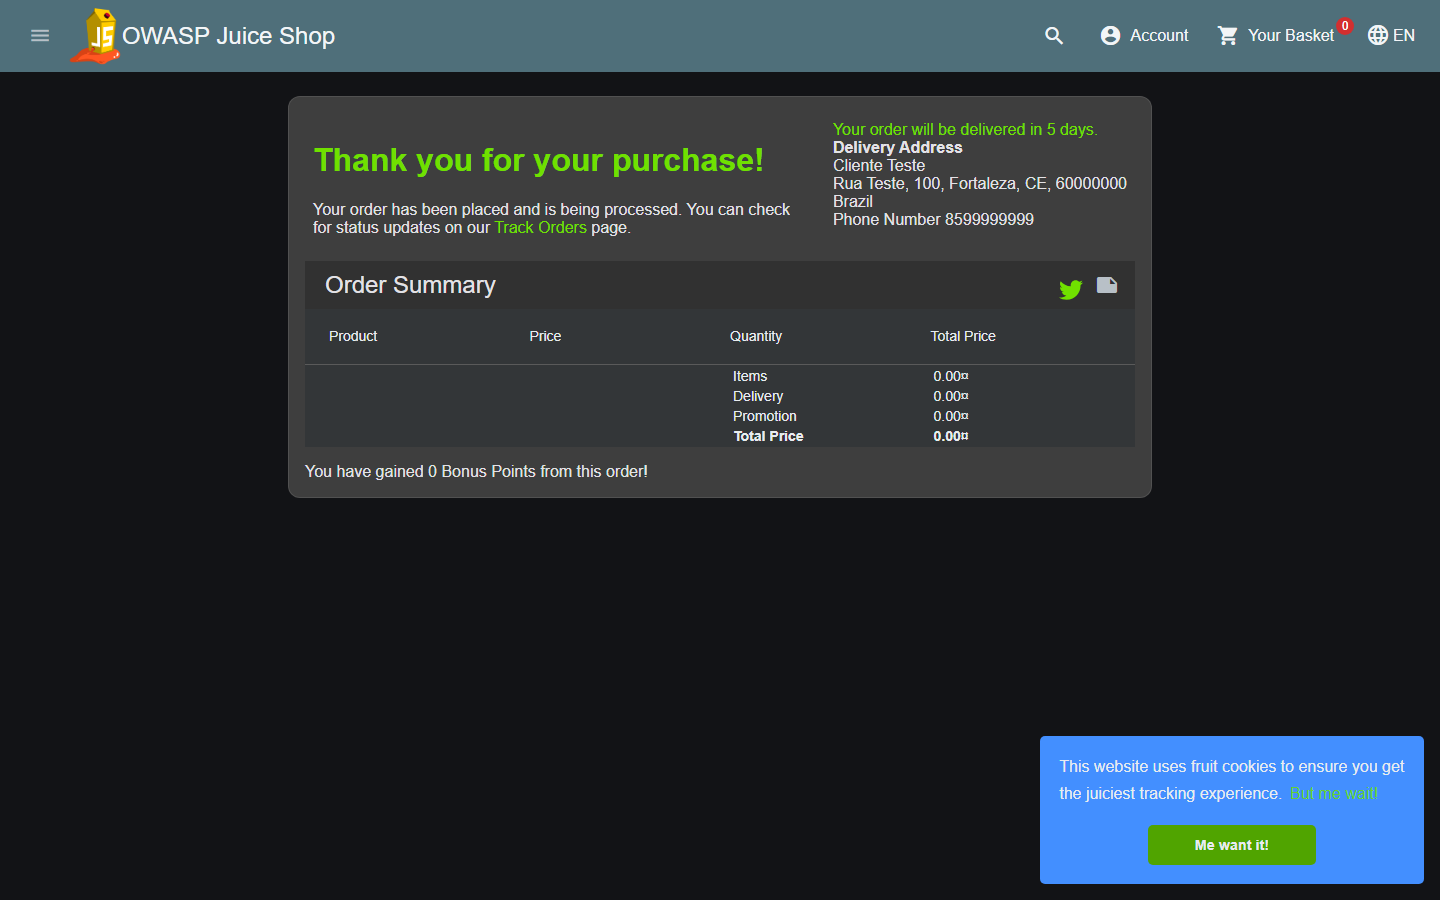 JS
OWASP Juice Shop
Account
Your Basket
0
EN
Thank you for your purchase!
Your order has been placed and is being processed. You can check
for status updates on our Track Orders page.
Your order will be delivered in 5 days.
Delivery Address
Cliente Teste
Rua Teste, 100, Fortaleza, CE, 60000000
Brazil
Phone Number 8599999999
Order Summary
Product Price Quantity Total Price
Items 0.00¤
Delivery 0.00¤
Promotion 0.00¤
Total Price 0.00¤
You have gained 0 Bonus Points from this order!
This website uses fruit cookies to ensure you get
the juiciest tracking experience. But me wait!
Me want it!